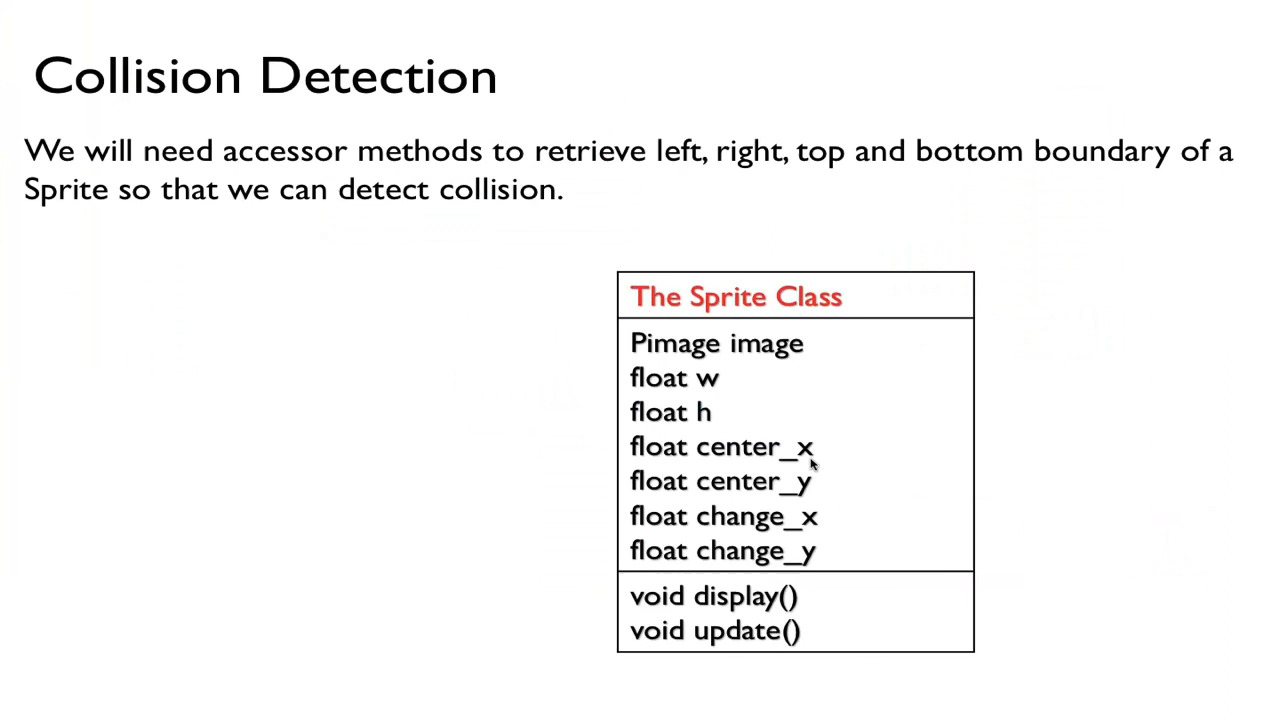 Collision Detection
We will need accessor methods to retrieve left, right, top and bottom boundary of a
Sprite so that we can detect collision.
The Sprite Class
Pimage image
float w
float h
float center_x
float center_y
float change_x
float change_y
void display()
void update()